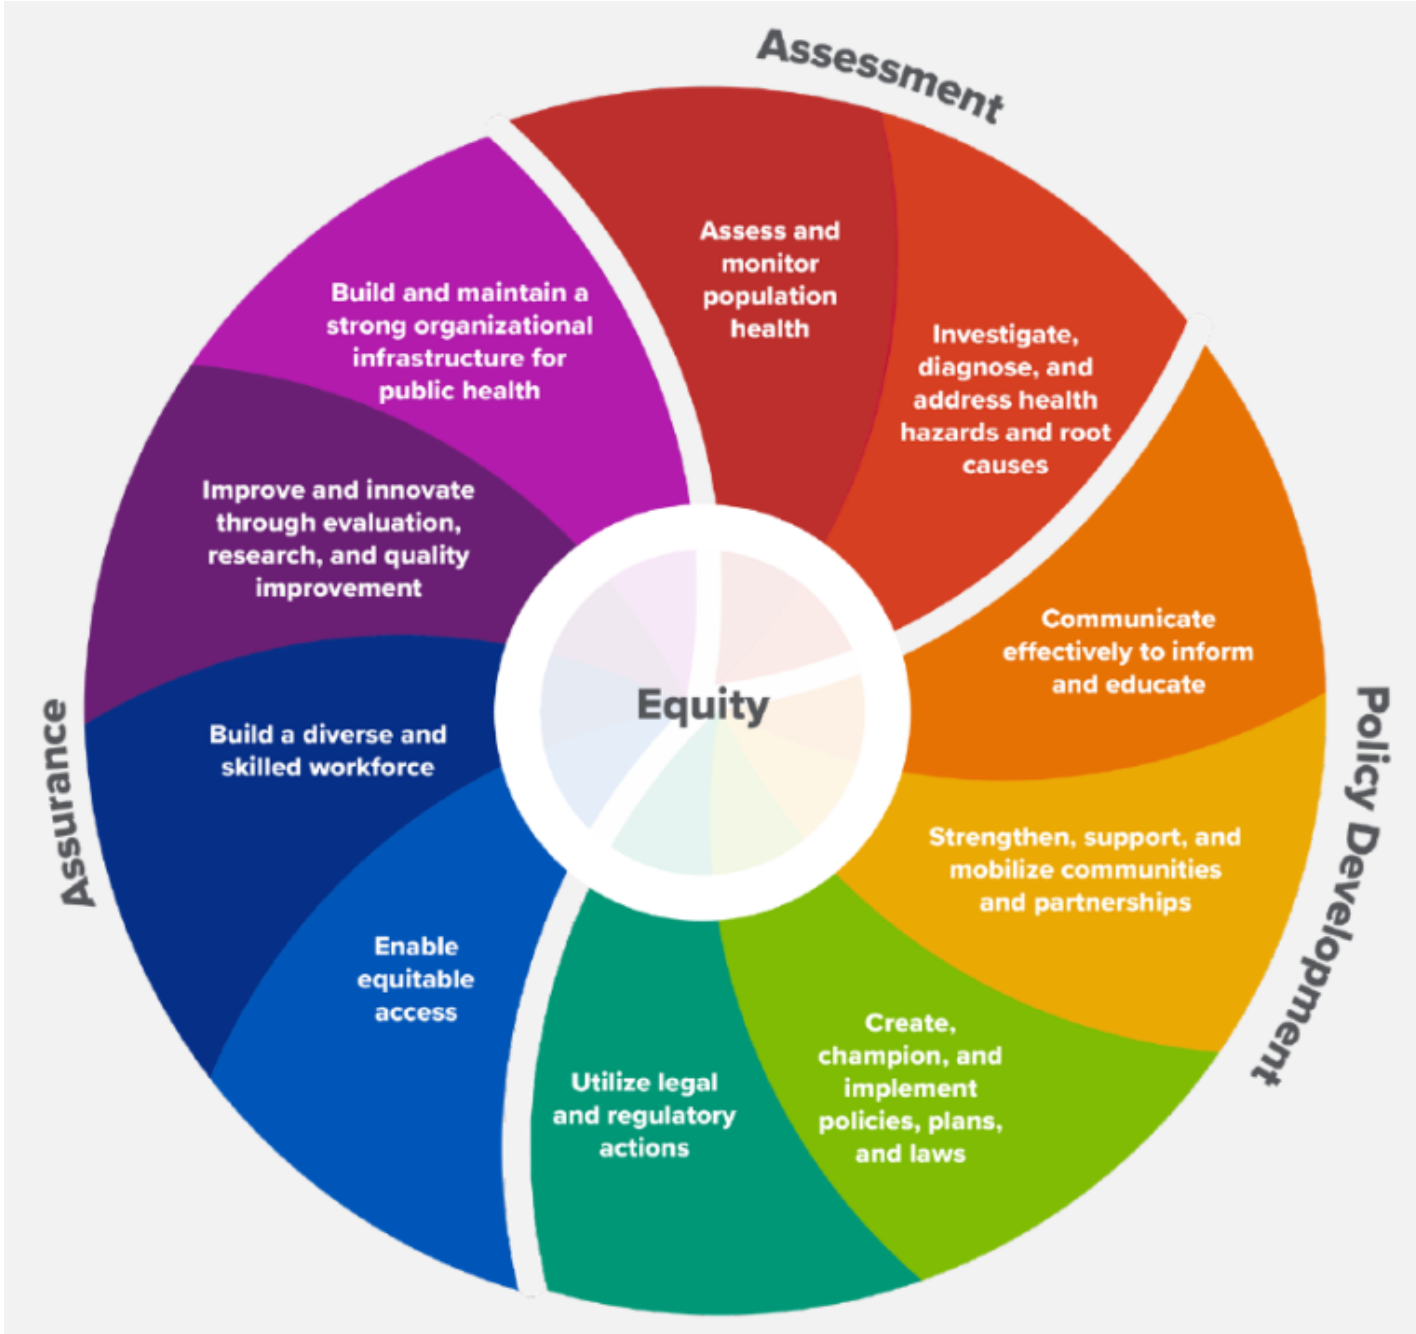 Assessment
Assess and
monitor
population
health
Investigate,
diagnose, and
address health
hazards and root
causes
Policy Development
Communicate
effectively to inform
and educate
Strengthen, support, and
mobilize communities
and partnerships
Create,
champion, and
implement
policies, plans,
and laws
Utilize legal
and regulatory
actions
Assurance
Enable
equitable
access
Build a diverse and
skilled workforce
Improve and innovate
through evaluation,
research, and quality
improvement
Build and maintain a
strong organizational
infrastructure for
public health
Equity